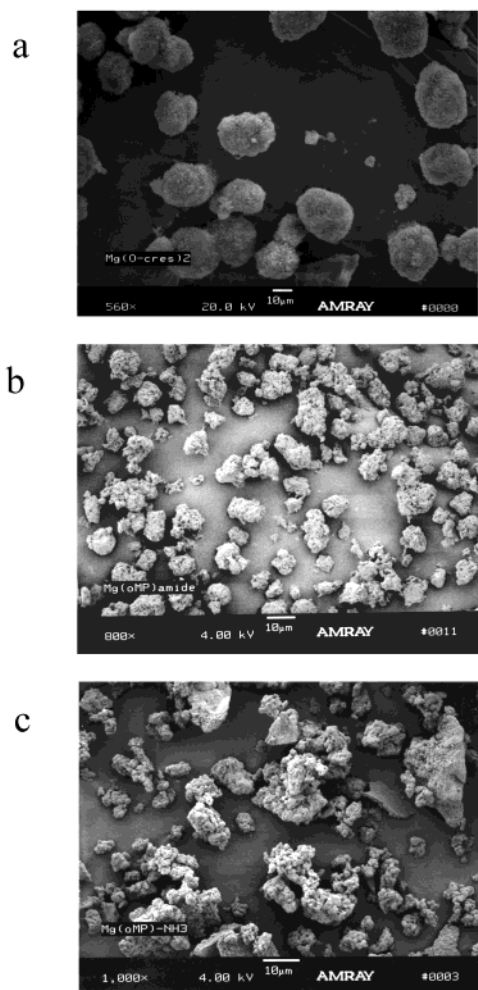 a
Mg(O-cres)2
10μm
560× 20.0 kV AMRAY #0000
b
Mg(oMP)amide
10μm
800× 4.00 kV AMRAY #0011
c
Mg(oMP)-NH3
1,000× 4.00 kV 10μm AMRAY #0003